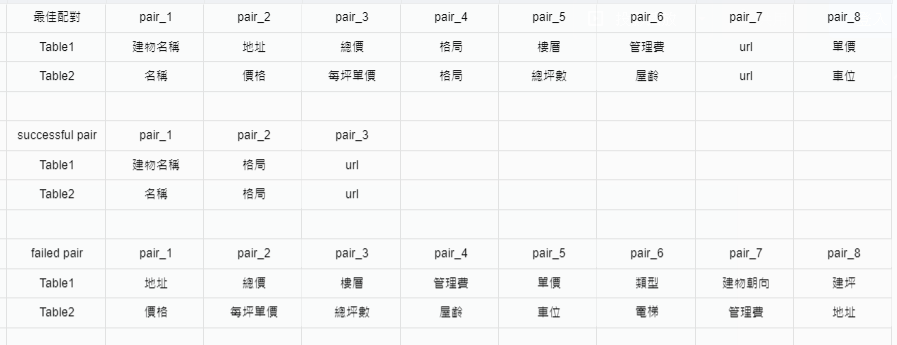 最佳配對 pair_1 pair_2 pair_3 pair_4 pair_5 pair_6 pair_7 pair_8
Table1 建物名稱 地址 總價 格局 樓層 管理費 url 單價
Table2 名稱 價格 每坪單價 格局 總坪數 屋齡 url 車位
successful pair pair_1 pair_2 pair_3
Table1 建物名稱 格局 url
Table2 名稱 格局 url
failed pair pair_1 pair_2 pair_3 pair_4 pair_5 pair_6 pair_7 pair_8
Table1 地址 總價 樓層 管理費 單價 類型 建物朝向 建坪
Table2 價格 每坪單價 總坪數 屋齡 車位 電梯 管理費 地址